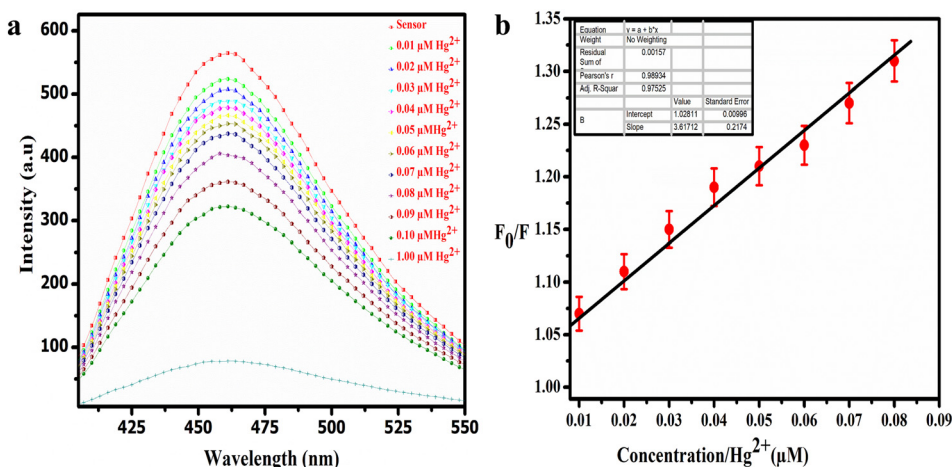 a
600
500
400
300
200
100
Intensity (a.u)
425
450
475
500
525
550
Wavelength (nm)
Sensor
0.01 µM Hg²⁺
0.02 µM Hg²⁺
0.03 µM Hg²⁺
0.04 µM Hg²⁺
0.05 µMHg²⁺
0.06 µM Hg²⁺
0.07 µM Hg²⁺
0.08 µM Hg²⁺
0.09 µM Hg²⁺
0.10 µMHg²⁺
1.00 µM Hg²⁺
b
1.35
1.30
1.25
1.20
1.15
1.10
1.05
1.00
F₀/F
Equation y = a + b*x
Weight No Weighting
Residual 0.00157
Sum of
Pearson's r 0.98934
Adj. R-Squar 0.97525
Value Standard Error
B Intercept 1.02811 0.00996
Slope 3.61712 0.2174
0.01 0.02 0.03 0.04 0.05 0.06 0.07 0.08 0.09
Concentration/Hg²⁺(µM)